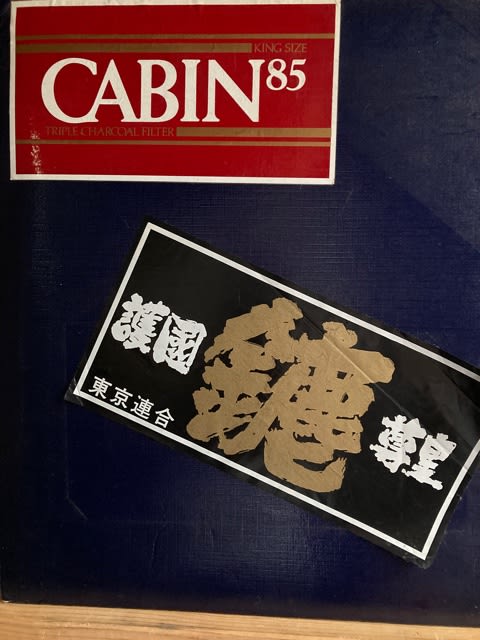 KING SIZE
CABIN85
TRIPLE CHARCOAL FILTER
護國
尊皇
東京連合